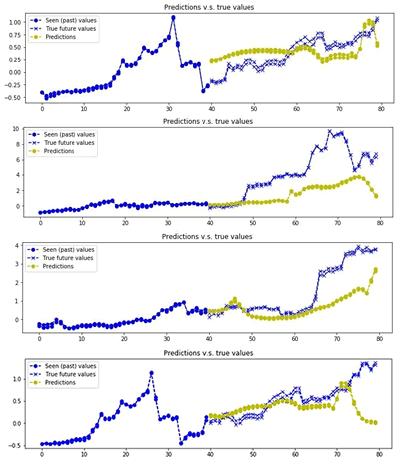 Predictions v.s. true values
Seen (past) values
True future values
Predictions
1.00
0.75
0.50
0.25
0.00
−0.25
−0.50
0 10 20 30 40 50 60 70 80
Predictions v.s. true values
Seen (past) values
True future values
Predictions
10
8
6
4
2
0
0 10 20 30 40 50 60 70 80
Predictions v.s. true values
Seen (past) values
True future values
Predictions
4
3
2
1
0
0 10 20 30 40 50 60 70 80
Predictions v.s. true values
Seen (past) values
True future values
Predictions
1.0
0.5
0.0
−0.5
0 10 20 30 40 50 60 70 80